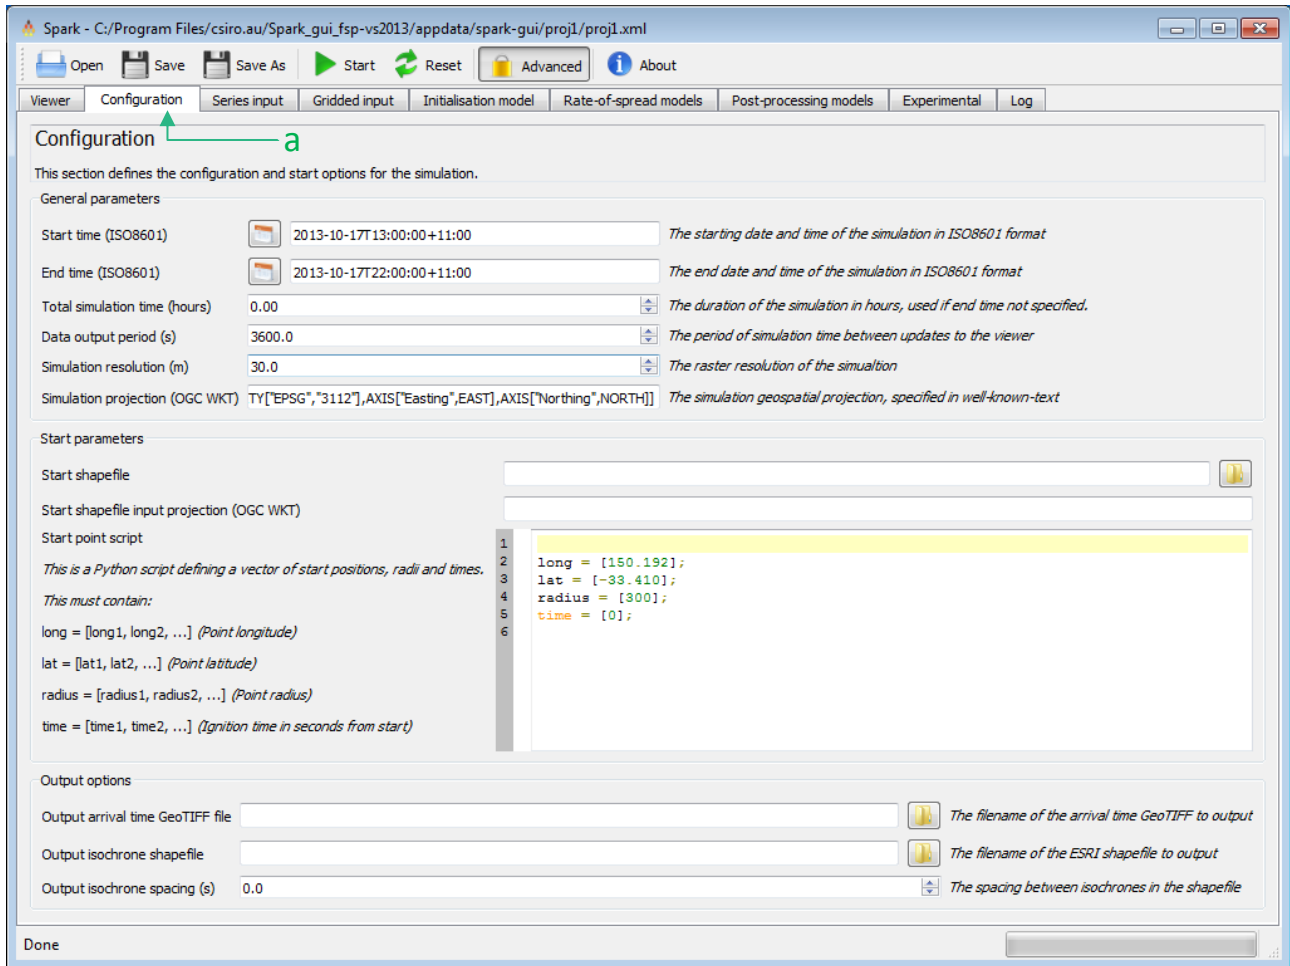 Spark - C:/Program Files/csiro.au/Spark_gui_fsp-vs2013/appdata/spark-gui/proj1/proj1.xml
Open Save Save As Start Reset Advanced About
Viewer Configuration Series input Gridded input Initialisation model Rate-of-spread models Post-processing models Experimental Log
Configuration a
This section defines the configuration and start options for the simulation.
General parameters
Start time (ISO8601) 2013-10-17T13:00:00+11:00 The starting date and time of the simulation in ISO8601 format
End time (ISO8601) 2013-10-17T22:00:00+11:00 The end date and time of the simulation in ISO8601 format
Total simulation time (hours) 0.00 The duration of the simulation in hours, used if end time not specified.
Data output period (s) 3600.0 The period of simulation time between updates to the viewer
Simulation resolution (m) 30.0 The raster resolution of the simualtion
Simulation projection (OGC WKT) TY["EPSG","3112"],AXIS["Easting",EAST],AXIS["Northing",NORTH]] The simulation geospatial projection, specified in well-known-text
Start parameters
Start shapefile
Start shapefile input projection (OGC WKT)
Start point script
This is a Python script defining a vector of start positions, radii and times.
This must contain:
long = [long1, long2, ...] (Point longitude)
lat = [lat1, lat2, ...] (Point latitude)
radius = [radius1, radius2, ...] (Point radius)
time = [time1, time2, ...] (Ignition time in seconds from start)
1
2 long = [150.192];
3 lat = [-33.410];
4 radius = [300];
5 time = [0];
6
Output options
Output arrival time GeoTIFF file The filename of the arrival time GeoTIFF to output
Output isochrone shapefile The filename of the ESRI shapefile to output
Output isochrone spacing (s) 0.0 The spacing between isochrones in the shapefile
Done